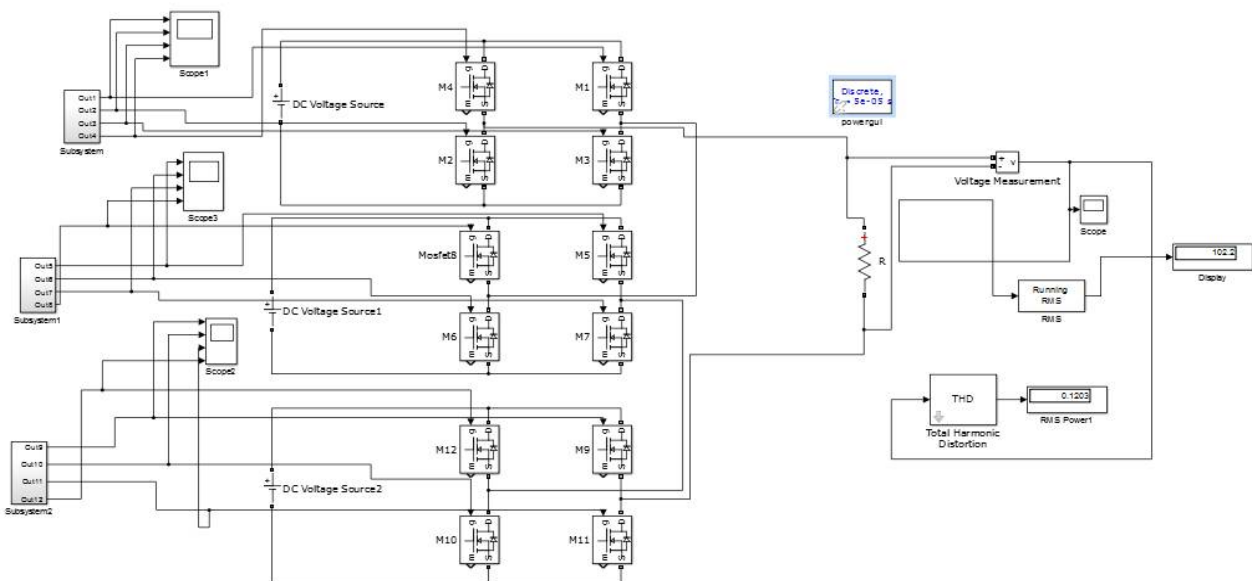 Scope1
Out1
Out2
Out3
Out4
Subsystem
DC Voltage Source
M4
M1
M2
M3
Discrete,
5e-05 s
powergui
Voltage Measurement
Scope
R
Running
RMS
RMS
102.2
Display
THD
Total Harmonic
Distortion
0.1203
RMS Power1
Scope3
Out5
Out6
Out7
Out8
Subsystem1
Mosfet8
M5
DC Voltage Source1
M6
M7
Scope2
Out9
Out10
Out11
Out12
Subsystem2
M12
M9
DC Voltage Source2
M10
M11